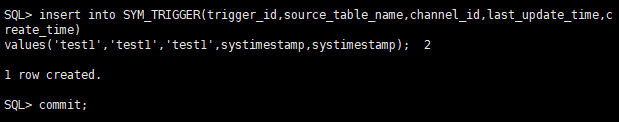 SQL> insert into SYM_TRIGGER(trigger_id,source_table_name,channel_id,last_update_time,c
reate_time)
values('test1','test1','test1',systimestamp,systimestamp);  2
1 row created.
SQL> commit;